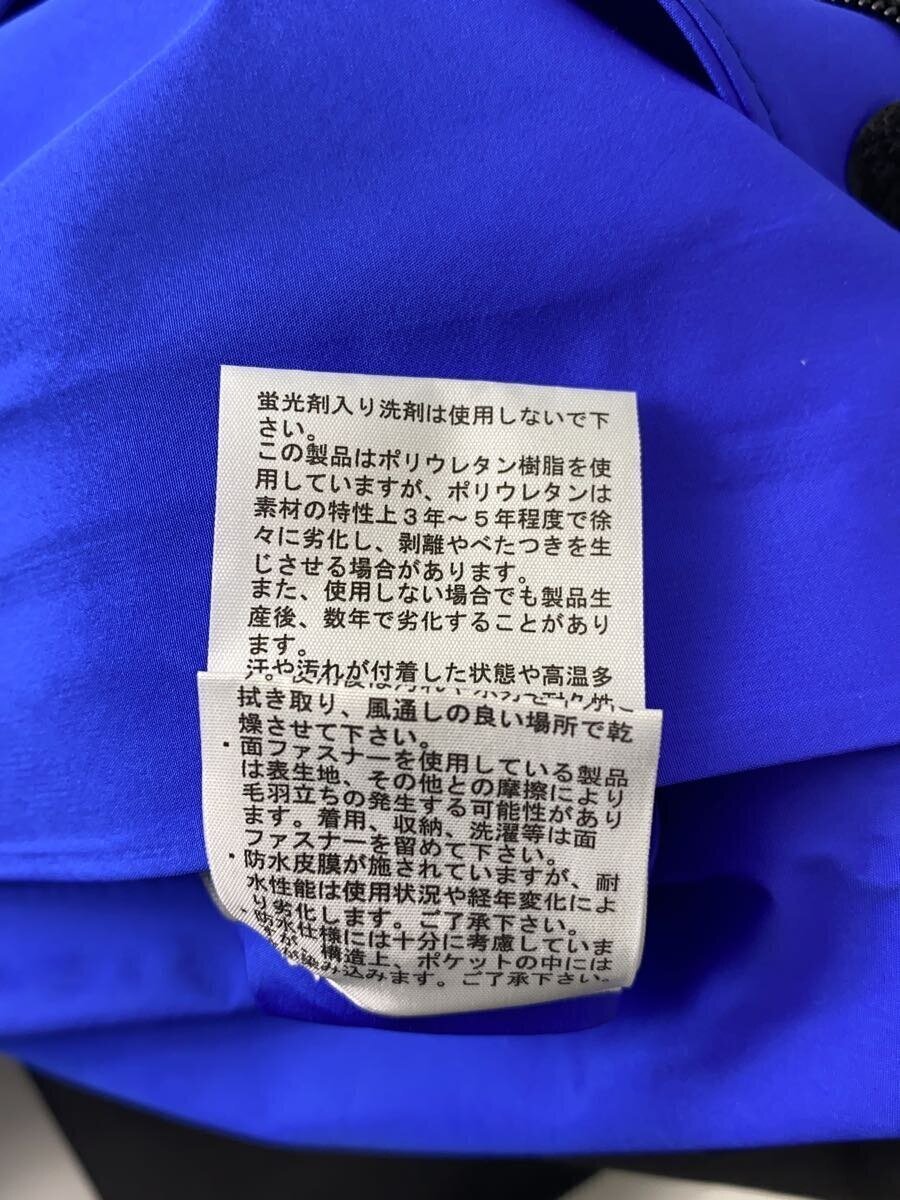 蛍光剤入り洗剤は使用しないで下
さい。
この製品はポリウレタン樹脂を使
用していますが、ポリウレタンは
素材の特性上３年～５年程度で徐
々に劣化し、剥離やべたつきを生
じさせる場合があります。
また、使用しない場合でも製品生
産後、数年で劣化することがあり
ます。
汗や汚れが付着した状態や高温多
拭き取り、風通しの良い場所で乾
燥させて下さい。
・面ファスナーを使用している製品
は表生地、その他との摩擦により
毛羽立ちの発生する可能性があり
ます。着用、収納、洗濯等は面
ファスナーを留めて下さい。
・防水皮膜が施されていますが、耐
水性能は使用状況や経年変化によ
り劣化します。ご了承下さい。
・防水仕様には十分に考慮していま
すが、構造上、ポケットの中には
が染み込みます。ご了承下さい。